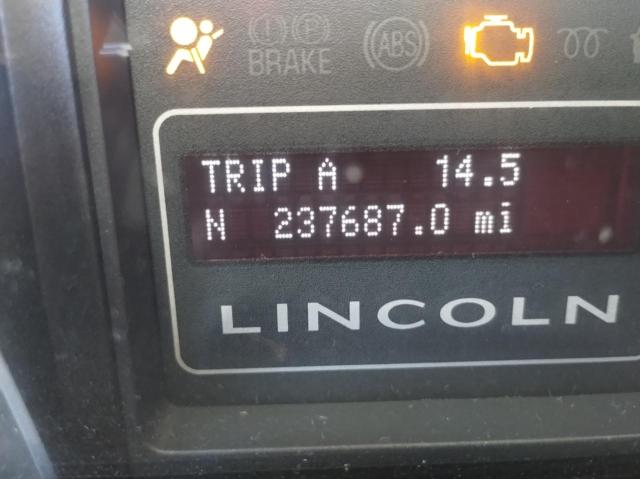 BRAKE
ABS
TRIP A 14.5
N 237687.0 mi
LINCOLN